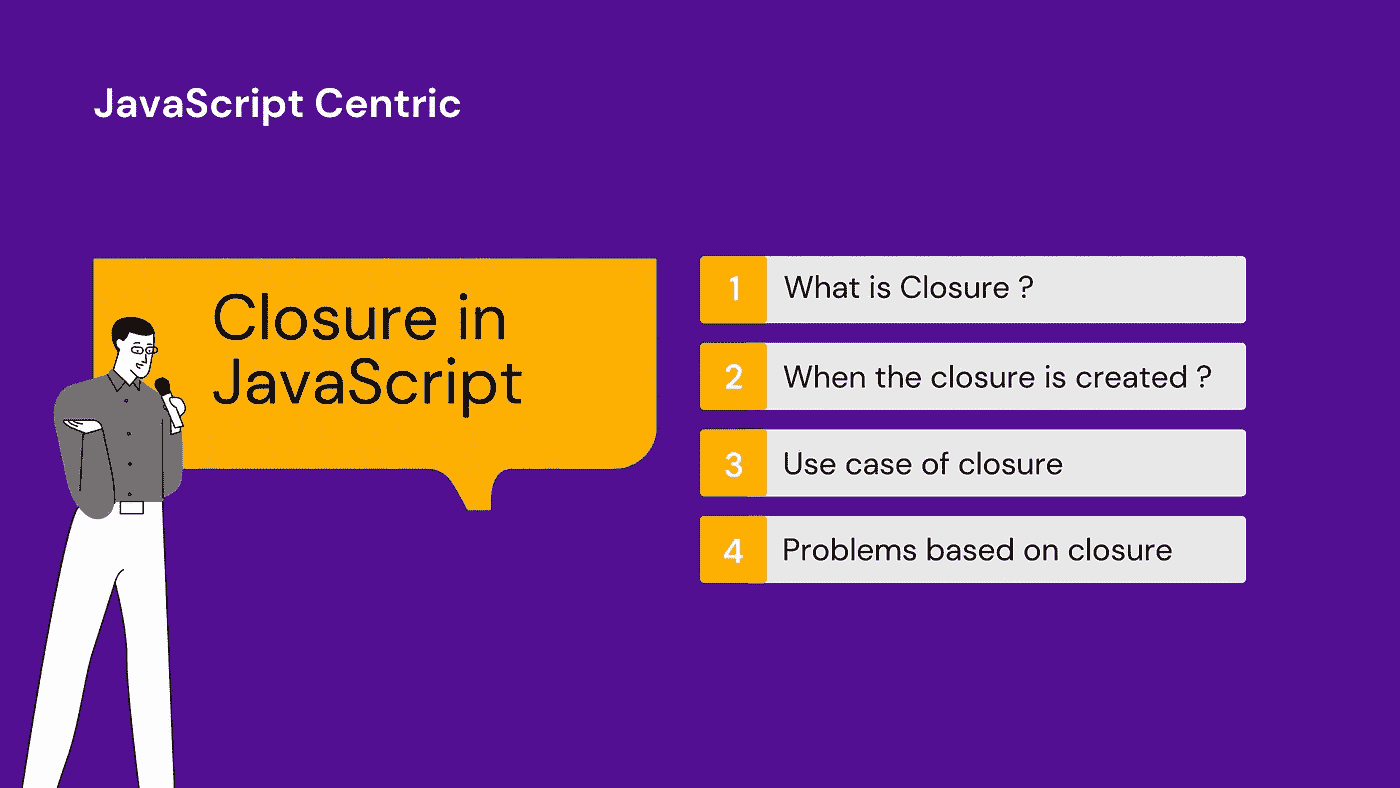 JavaScript Centric
Closure in
JavaScript
1 What is Closure ?
2 When the closure is created ?
3 Use case of closure
4 Problems based on closure